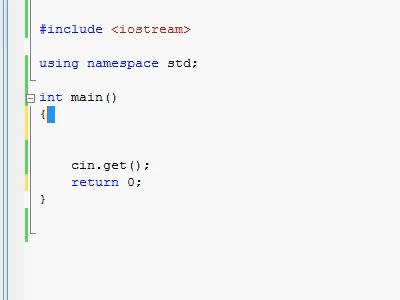 #include <iostream>
using namespace std;
int main()
{
cin.get();
return 0;
}